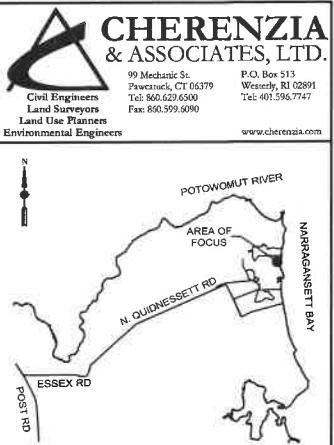 CHERENZIA
& ASSOCIATES, LTD.
Civil Engineers
Land Surveyors
Land Use Planners
Environmental Engineers
99 Mechanic St.
Pawcatuck, CT 06379
Tel: 860.629.6500
Fax: 860.599.6090
P.O. Box 513
Westerly, RI 02891
Tel: 401.596.7747
www.cherenzia.com
N
POTOWOMUT RIVER
AREA OF
FOCUS
NARRAGANSETT BAY
N. QUIDNESSETT RD
ESSEX RD
POST RD